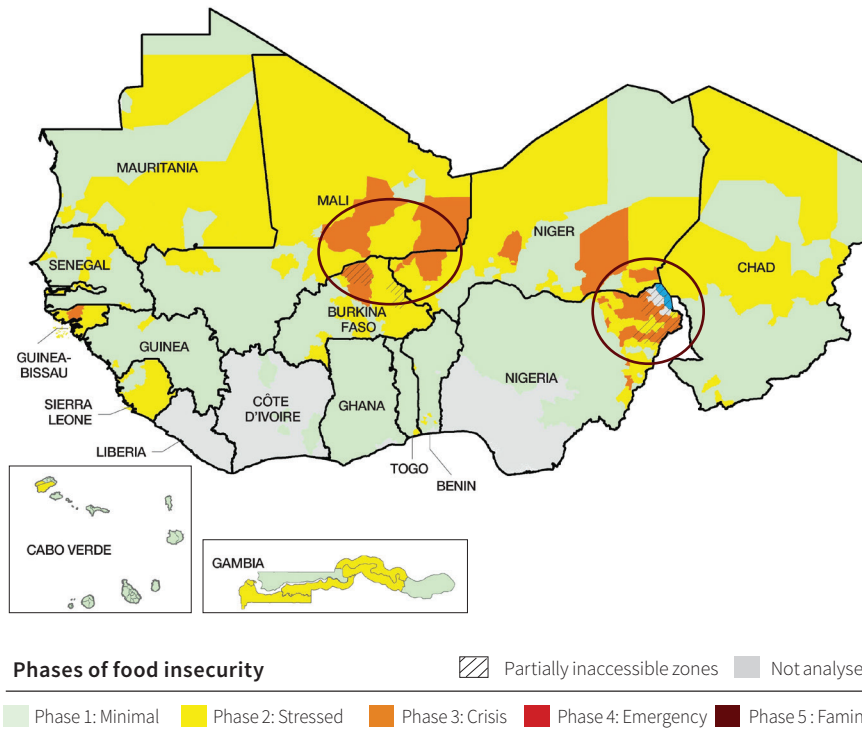 MAURITANIA
MALI
NIGER
CHAD
SENEGAL
BURKINA
FASO
GUINEA-
BISSAU
GUINEA
NIGERIA
SIERRA
LEONE
CÔTE
D'IVOIRE
GHANA
LIBERIA
TOGO
BENIN
CABO VERDE
GAMBIA
Phases of food insecurity
Partially inaccessible zones
Not analyse
Phase 1: Minimal
Phase 2: Stressed
Phase 3: Crisis
Phase 4: Emergency
Phase 5 : Famin